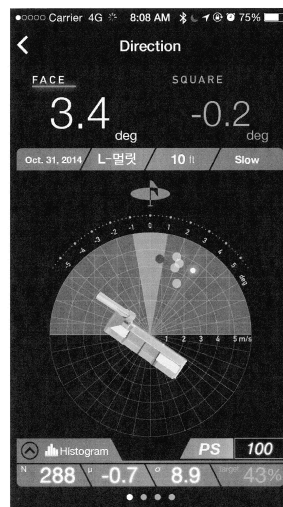 ●○○○○ Carrier 4G 8:08 AM 75%
Direction
FACE SQUARE
3.4 deg -0.2 deg
Oct. 31, 2014 L-멀릿 10 ft Slow
-5 -4 -3 -2 -1 0 1 2 3 4 5 deg
1 2 3 4 5 m/s
Histogram PS 100
N 288 μ -0.7 σ 8.9 Target 43%